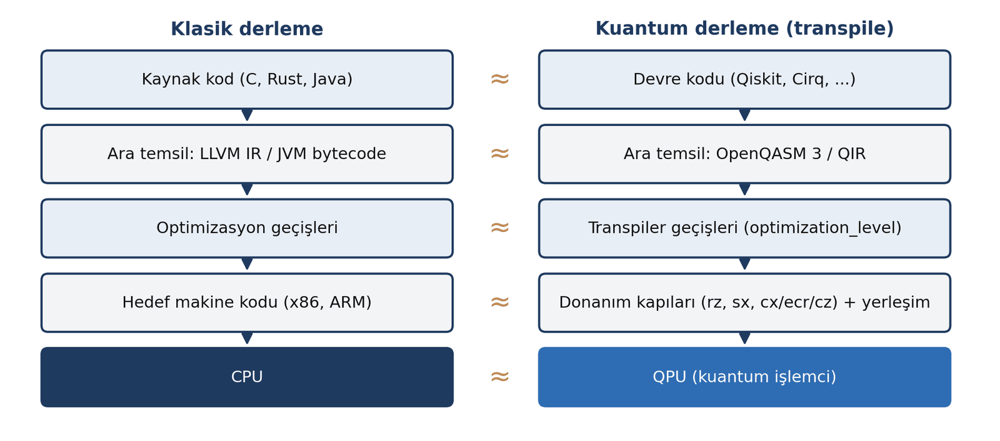 Klasik derleme
Kuantum derleme (transpile)
Kaynak kod (C, Rust, Java)
≈
Devre kodu (Qiskit, Cirq, ...)
Ara temsil: LLVM IR / JVM bytecode
≈
Ara temsil: OpenQASM 3 / QIR
Optimizasyon geçişleri
≈
Transpiler geçişleri (optimization_level)
Hedef makine kodu (x86, ARM)
≈
Donanım kapıları (rz, sx, cx/ecr/cz) + yerleşim
CPU
≈
QPU (kuantum işlemci)